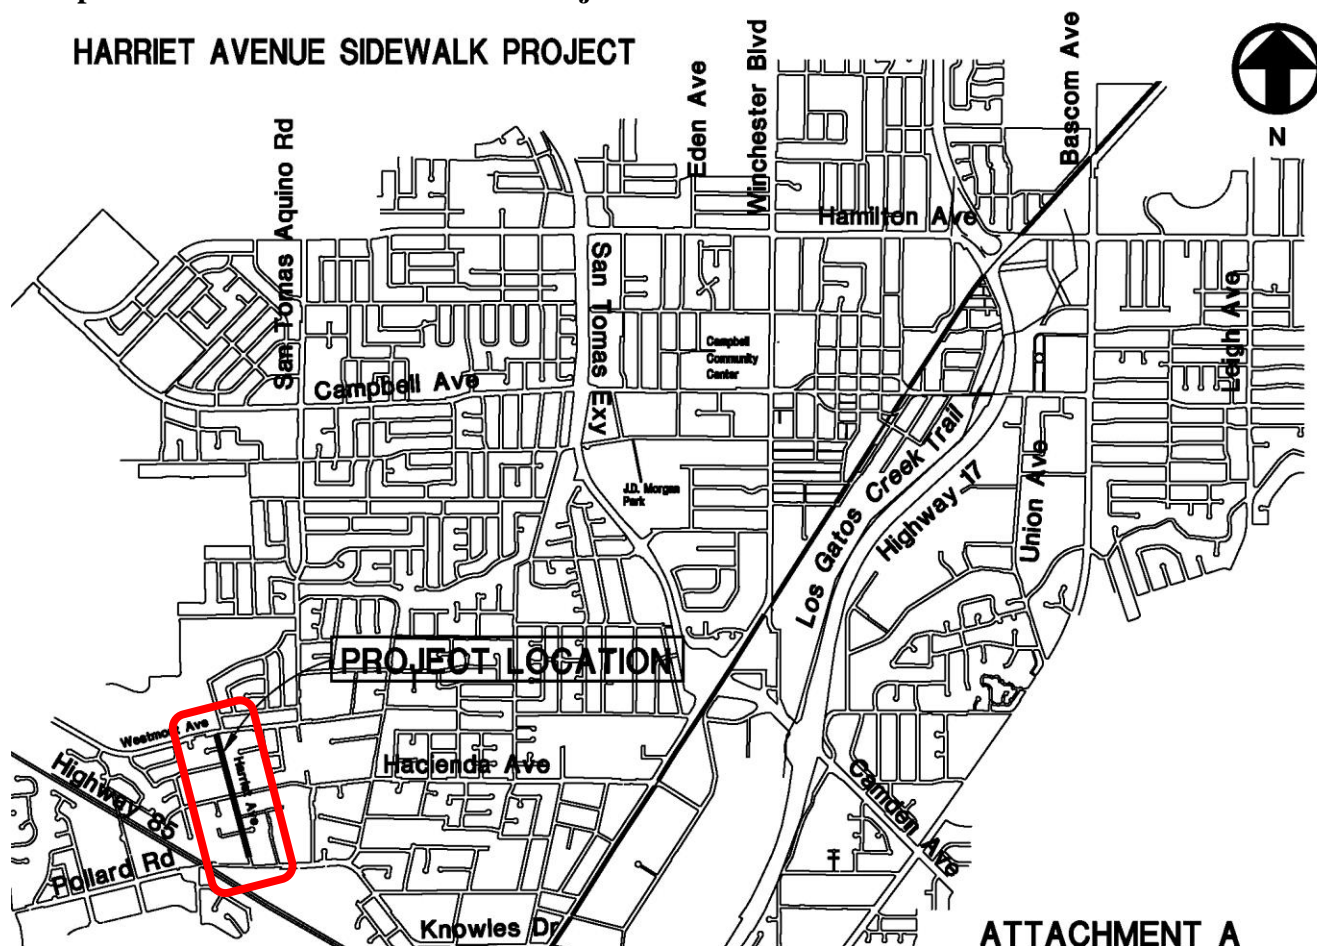 HARRIET AVENUE SIDEWALK PROJECT
San Tomas Aquino Rd
Eden Ave
Winchester Blvd
Bascom Ave
N
Hamilton Ave
San Tomas Exy
Leigh Ave
Campbell
Community
Center
Campbell Ave
J.D. Morgan
Park
Los Gatos Creek Trail
Highway 17
Union Ave
PROJECT LOCATION
Westmont Ave
Harriet Ave
Hacienda Ave
Highway 85
Camden Ave
Pollard Rd
Knowles Dr
ATTACHMENT A